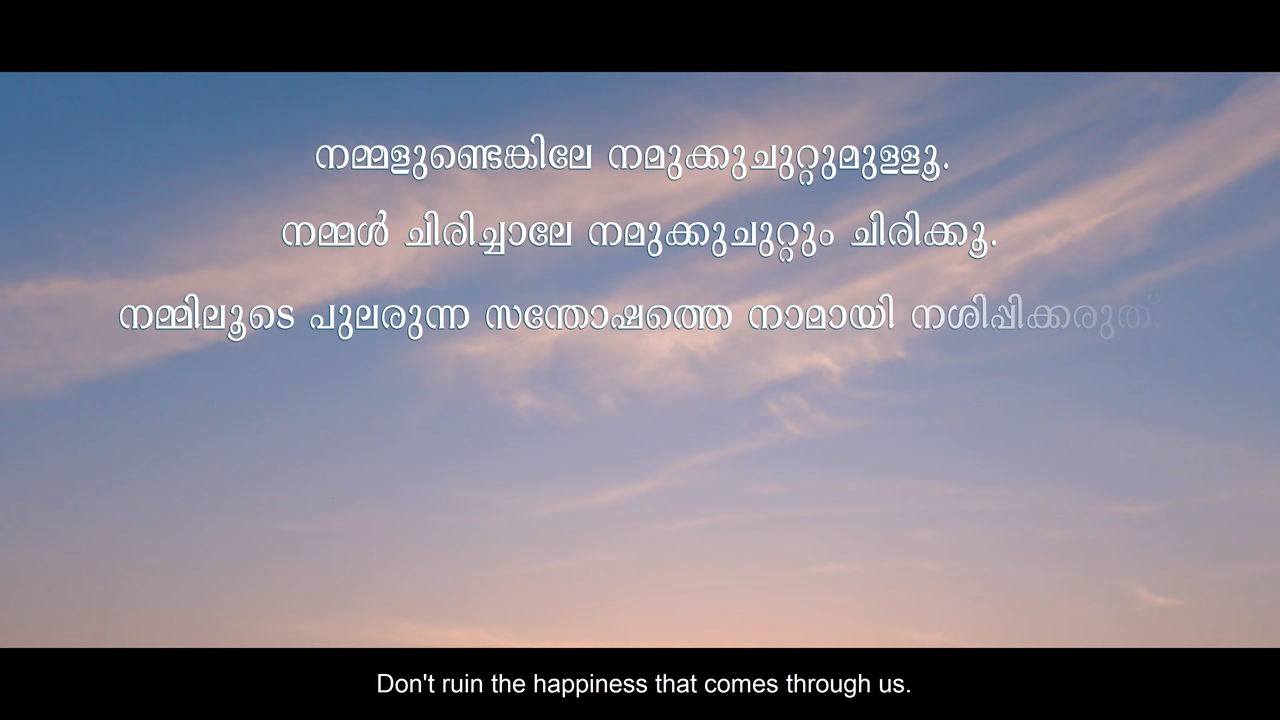 നമ്മളുണ്ടെങ്കിലേ നമുക്കുചുറ്റുമുള്ളൂ.
നമ്മൾ ചിരിച്ചാലേ നമുക്കുചുറ്റും ചിരിക്കൂ.
നമ്മിലൂടെ പുലരുന്ന സന്തോഷത്തെ നാമായി നശിപ്പിക്കരുത്.
Don't ruin the happiness that comes through us.